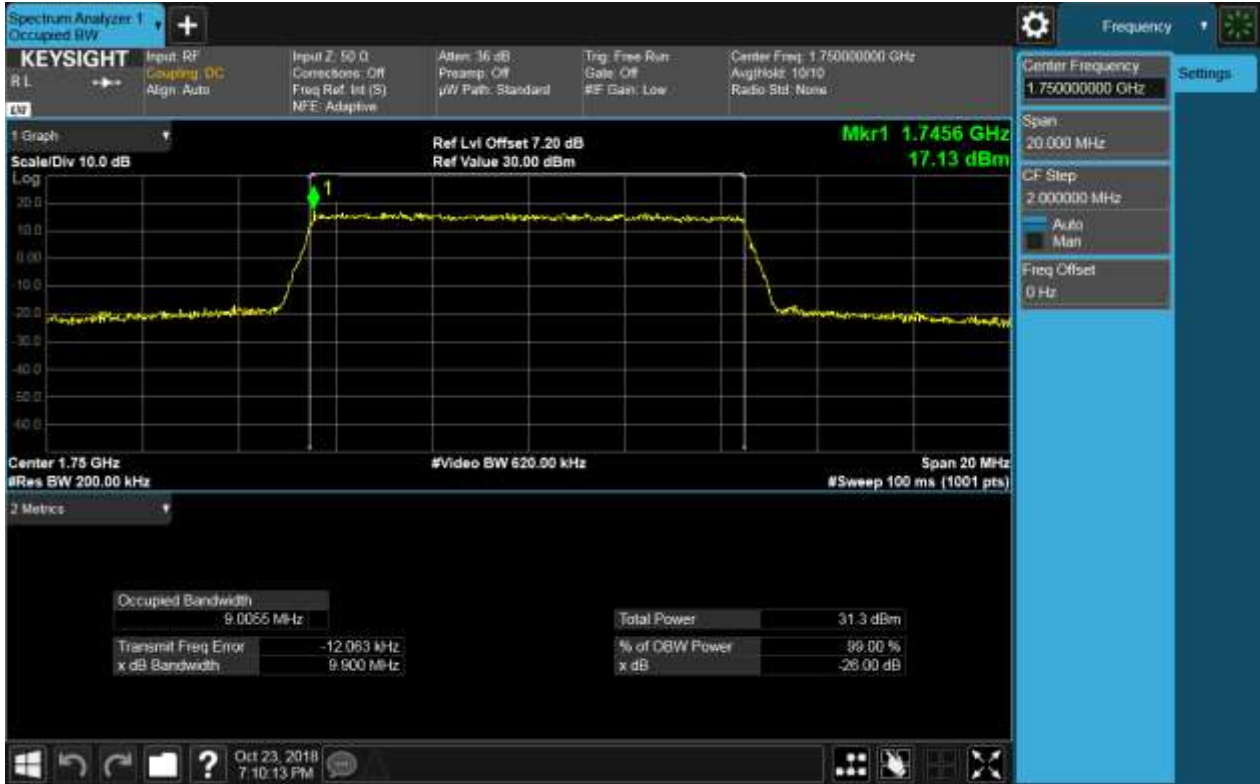 Spectrum Analyzer 1
Occupied BW
+
Frequency
KEYSIGHT
R L
Input: RF
Coupling: DC
Align: Auto
Input Z: 50 Ω
Corrections: Off
Freq Ref: Int (S)
NFE: Adaptive
Atten: 36 dB
Preamp: Off
µW Path: Standard
Trig: Free Run
Gate: Off
#IF Gain: Low
Center Freq: 1.750000000 GHz
Avg|Hold: 10/10
Radio Std: None
Center Frequency
1.750000000 GHz
Settings
Span
20.000 MHz
CF Step
2.000000 MHz
Auto
Man
Freq Offset
0 Hz
1 Graph
Scale/Div 10.0 dB
Ref Lvl Offset 7.20 dB
Ref Value 30.00 dBm
Mkr1 1.7456 GHz
17.13 dBm
Log
1
20.0
10.0
0.00
-10.0
-20.0
-30.0
-40.0
-50.0
-60.0
Center 1.75 GHz
#Video BW 620.00 kHz
Span 20 MHz
#Res BW 200.00 kHz
#Sweep 100 ms (1001 pts)
2 Metrics
Occupied Bandwidth
9.0055 MHz
Transmit Freq Error -12.063 kHz
x dB Bandwidth 9.900 MHz
Total Power 31.3 dBm
% of OBW Power 99.00 %
x dB -26.00 dB
?
Oct 23, 2018
7:10:13 PM